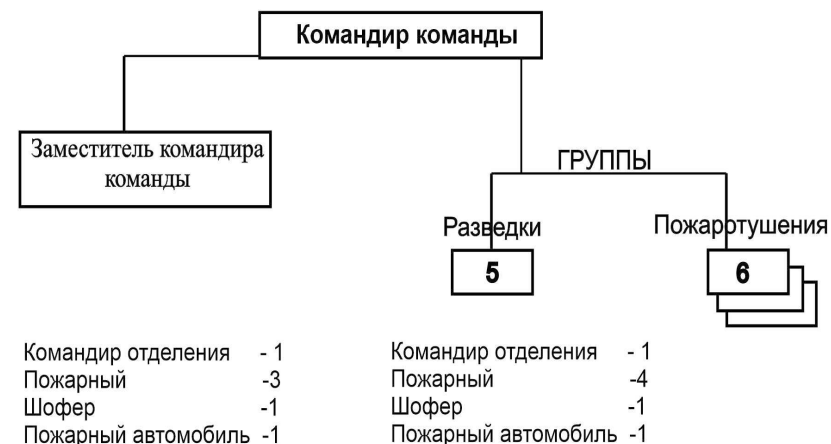 Командир команды
Заместитель командира
команды
ГРУППЫ
Разведки
Пожаротушения
5
6
Командир отделения - 1
Пожарный -3
Шофер -1
Пожарный автомобиль -1
Командир отделения - 1
Пожарный -4
Шофер -1
Пожарный автомобиль -1